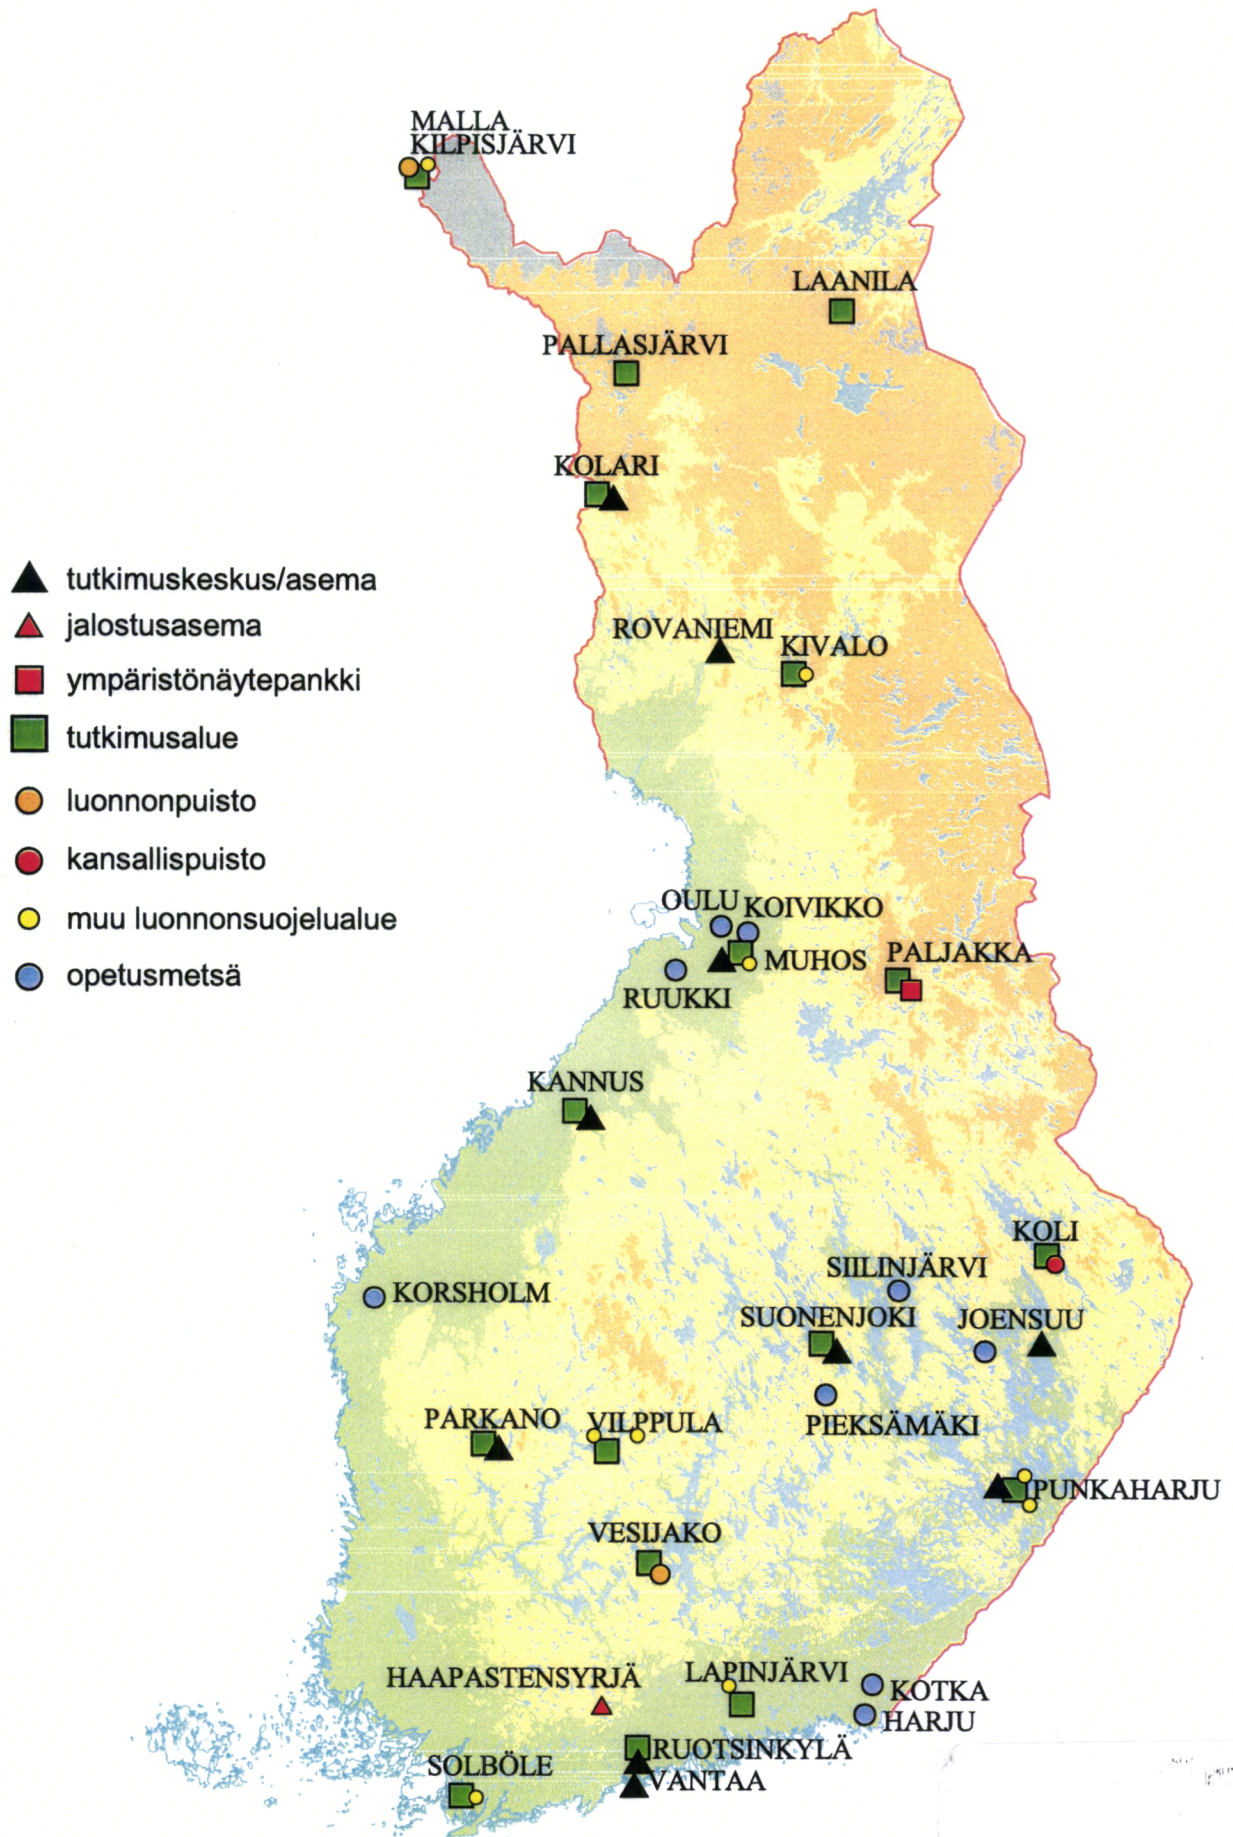 MALLA
KILPISJÄRVI
LAANILA
PALLASJÄRVI
KOLARI
tutkimuskeskus/asema
jalostusasema
ympäristönäytepankki
tutkimusalue
luonnonpuisto
kansallispuisto
muu luonnonsuojelualue
opetusmetsä
ROVANIEMI
KIVALO
OULU
KOIVIKKO
MUHOS
PALJAKKA
RUUKKI
KANNUS
KOLI
SIILINJÄRVI
KORSHOLM
SUONENJOKI
JOENSUU
PARKANO
VILPPULA
PIEKSÄMÄKI
PUNKAHARJU
VESIJAKO
HAAPASTENSYRJÄ
LAPINJÄRVI
KOTKA
HARJU
RUOTSINKYLÄ
SOLBÖLE
VANTAA